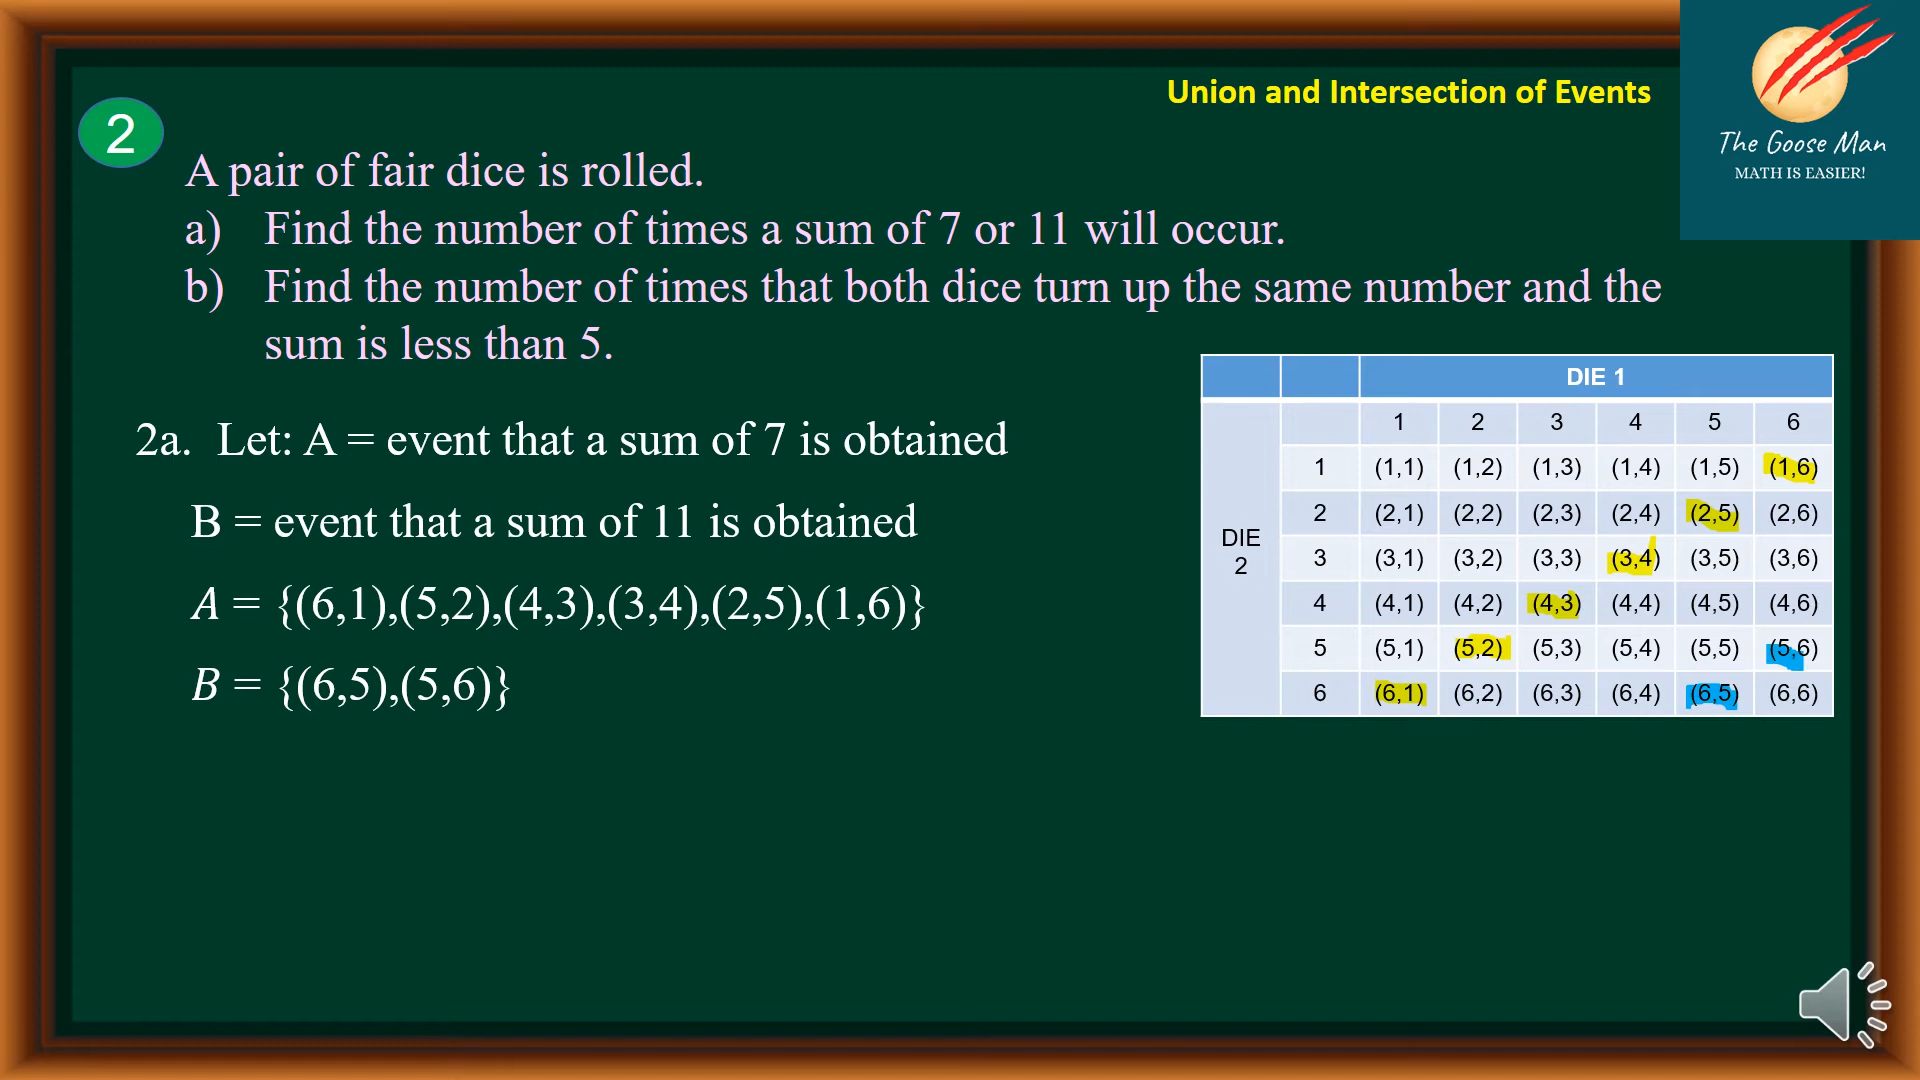 Union and Intersection of Events
The Goose Man
MATH IS EASIER!
2
A pair of fair dice is rolled.
a) Find the number of times a sum of 7 or 11 will occur.
b) Find the number of times that both dice turn up the same number and the
sum is less than 5.
2a. Let: A = event that a sum of 7 is obtained
B = event that a sum of 11 is obtained
A = {(6,1),(5,2),(4,3),(3,4),(2,5),(1,6)}
B = {(6,5),(5,6)}
DIE 1
1 2 3 4 5 6
1 (1,1) (1,2) (1,3) (1,4) (1,5) (1,6)
2 (2,1) (2,2) (2,3) (2,4) (2,5) (2,6)
DIE
2
3 (3,1) (3,2) (3,3) (3,4) (3,5) (3,6)
4 (4,1) (4,2) (4,3) (4,4) (4,5) (4,6)
5 (5,1) (5,2) (5,3) (5,4) (5,5) (5,6)
6 (6,1) (6,2) (6,3) (6,4) (6,5) (6,6)